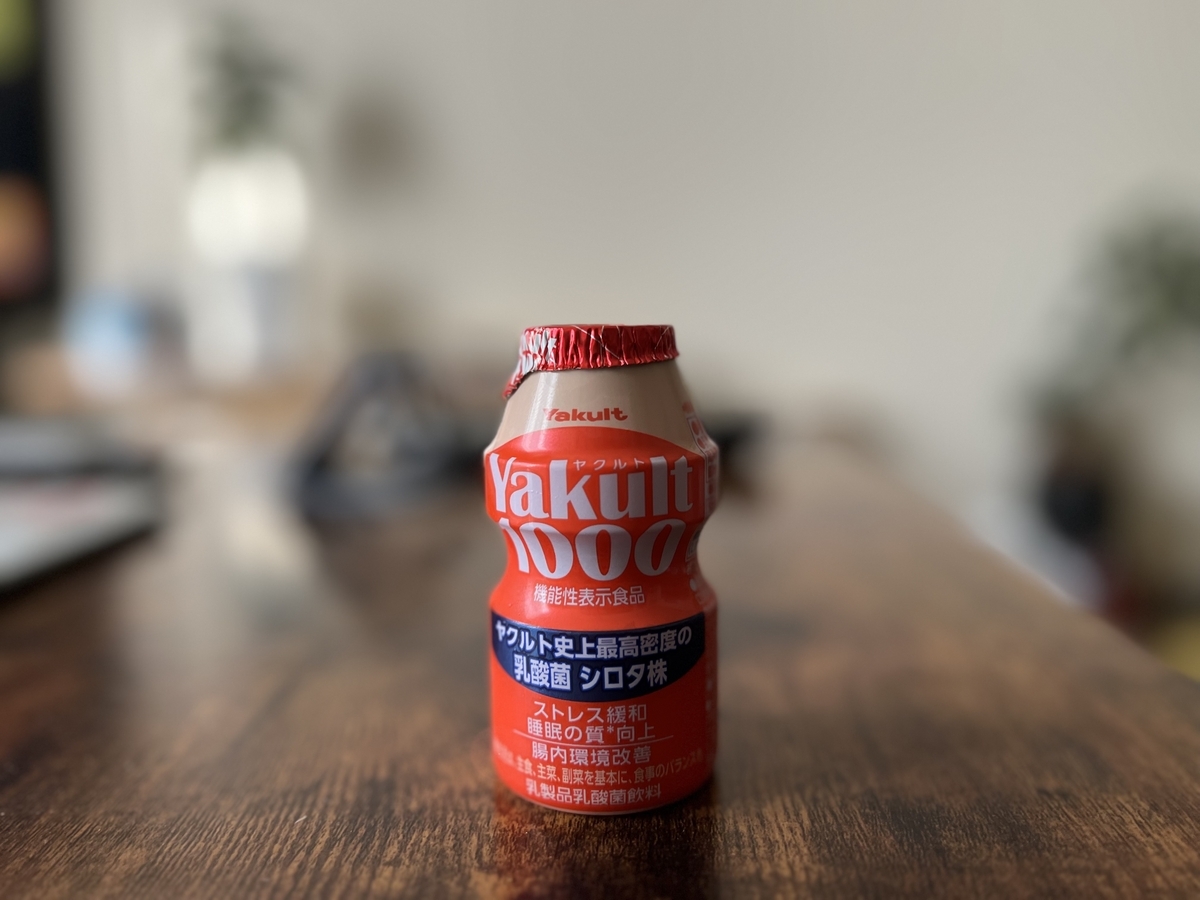 Yakult
ヤクルト
Yakult
1000
機能性表示食品
ヤクルト史上最高密度の
乳酸菌 シロタ株
ストレス緩和
睡眠の質*向上
腸内環境改善
主食、主菜、副菜を基本に、食事のバランスを
乳製品乳酸菌飲料